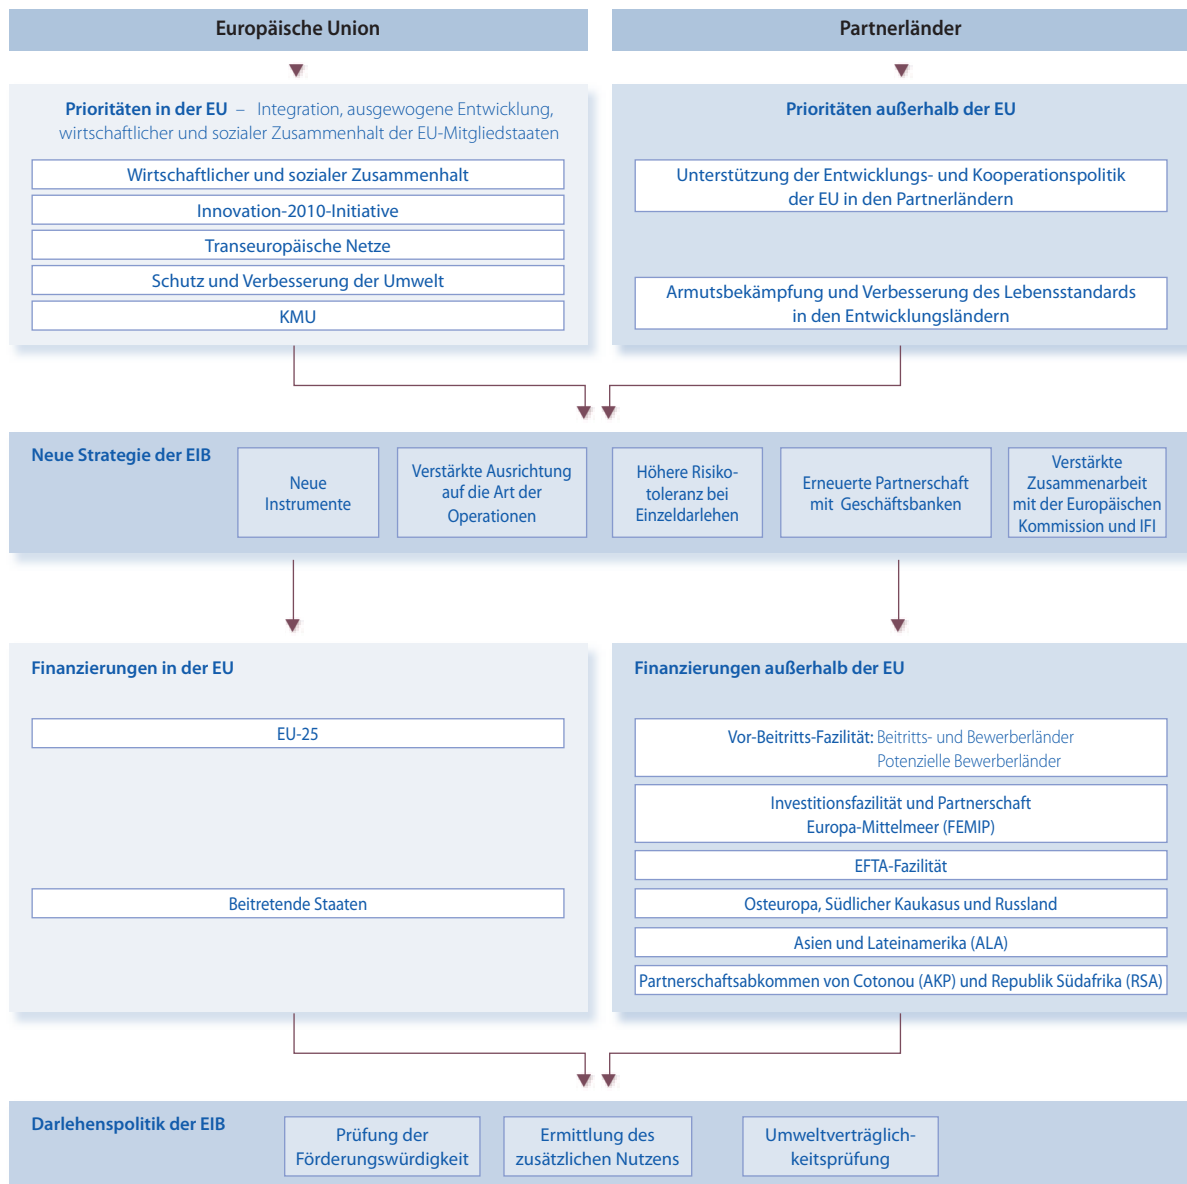 Europäische Union
Partnerländer
Prioritäten in der EU – Integration, ausgewogene Entwicklung,
wirtschaftlicher und sozialer Zusammenhalt der EU-Mitgliedstaaten
Wirtschaftlicher und sozialer Zusammenhalt
Innovation-2010-Initiative
Transeuropäische Netze
Schutz und Verbesserung der Umwelt
KMU
Prioritäten außerhalb der EU
Unterstützung der Entwicklungs- und Kooperationspolitik
der EU in den Partnerländern
Armutsbekämpfung und Verbesserung des Lebensstandards
in den Entwicklungsländern
Neue Strategie der EIB
Neue
Instrumente
Verstärkte Ausrichtung
auf die Art der
Operationen
Höhere Risiko-
toleranz bei
Einzeldarlehen
Erneuerte Partnerschaft
mit Geschäftsbanken
Verstärkte
Zusammenarbeit
mit der Europäischen
Kommission und IFI
Finanzierungen in der EU
EU-25
Beitretende Staaten
Finanzierungen außerhalb der EU
Vor-Beitritts-Fazilität: Beitritts- und Bewerberländer
Potenzielle Bewerberländer
Investitionsfazilität und Partnerschaft
Europa-Mittelmeer (FEMIP)
EFTA-Fazilität
Osteuropa, Südlicher Kaukasus und Russland
Asien und Lateinamerika (ALA)
Partnerschaftsabkommen von Cotonou (AKP) und Republik Südafrika (RSA)
Darlehenspolitik der EIB
Prüfung der
Förderungswürdigkeit
Ermittlung des
zusätzlichen Nutzens
Umweltverträglich-
keitsprüfung